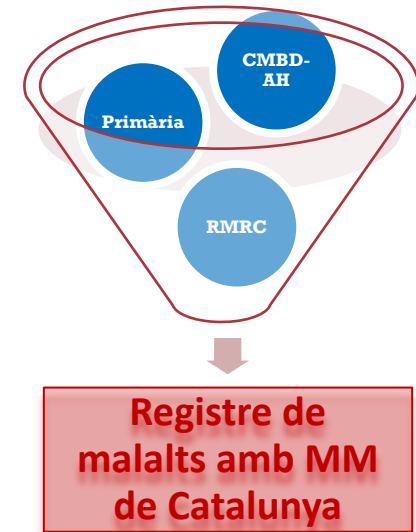 CMBD-
AH
Primària
RMRC
Registre de
malalts amb MM
de Catalunya